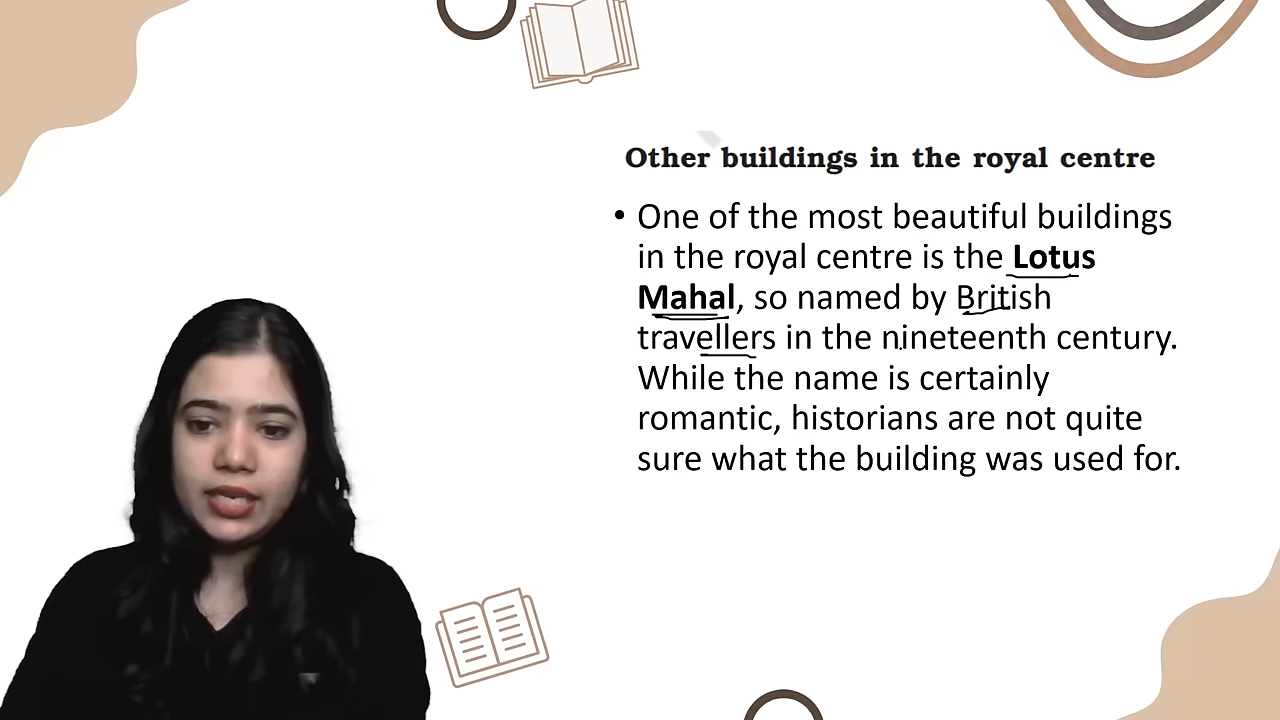 Other buildings in the royal centre
• One of the most beautiful buildings
in the royal centre is the Lotus
Mahal, so named by British
travellers in the nineteenth century.
While the name is certainly
romantic, historians are not quite
sure what the building was used for.